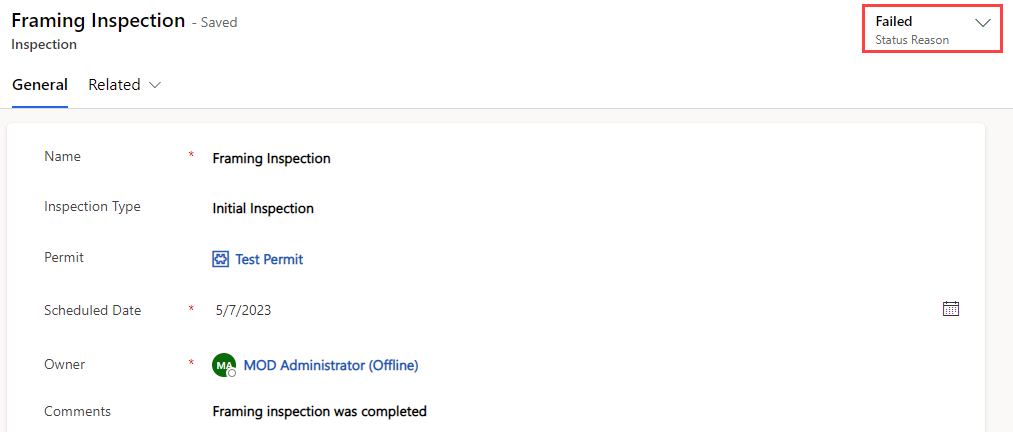 Framing Inspection - Saved
Inspection
Failed
Status Reason
General Related
Name * Framing Inspection
Inspection Type Initial Inspection
Permit Test Permit
Scheduled Date * 5/7/2023
Owner * MA MOD Administrator (Offline)
Comments Framing inspection was completed